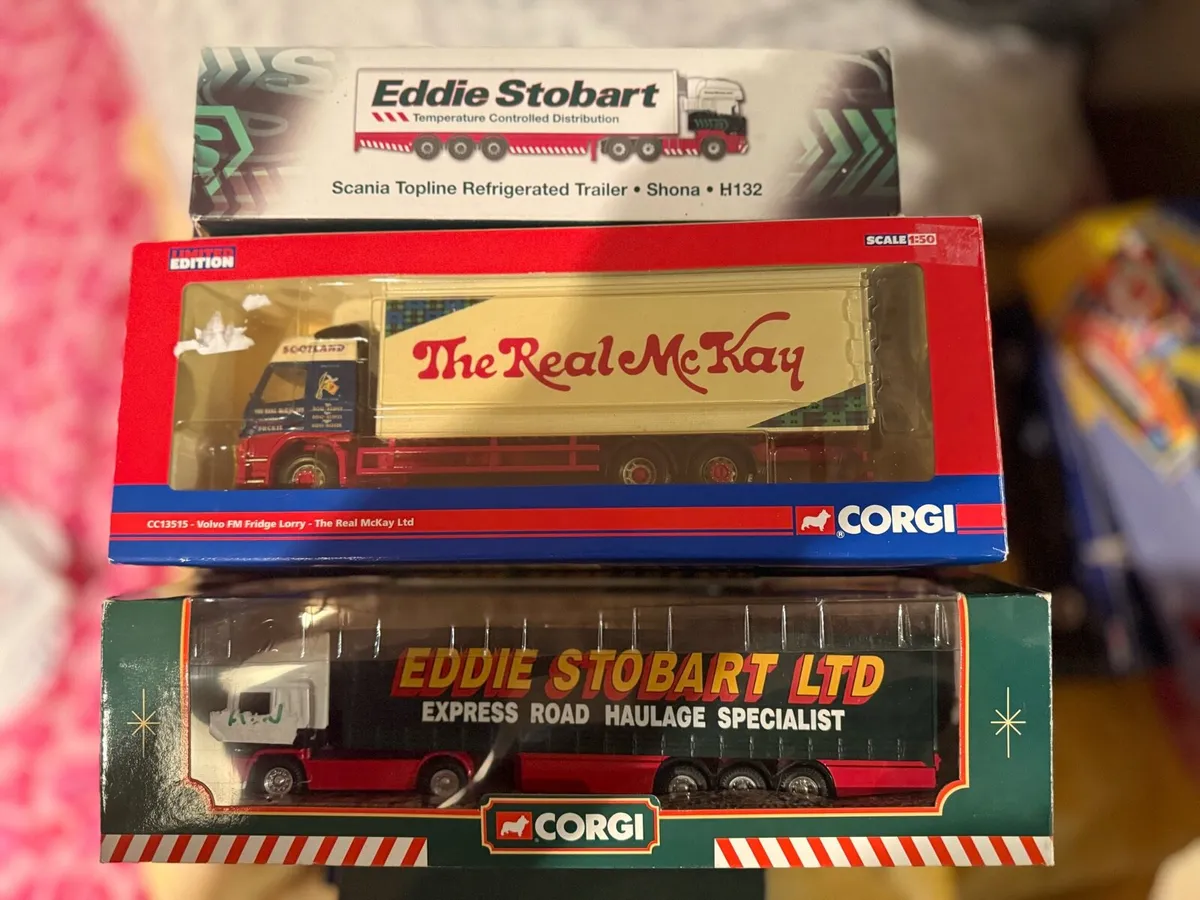 Eddie Stobart
Temperature Controlled Distribution
Scania Topline Refrigerated Trailer • Shona • H132
LIMITED
EDITION
SCALE 1:50
SCOTLAND
The Real McKay
CC13515 - Volvo FM Fridge Lorry - The Real McKay Ltd
CORGI
EDDIE STOBART LTD
EXPRESS ROAD HAULAGE SPECIALIST
CORGI